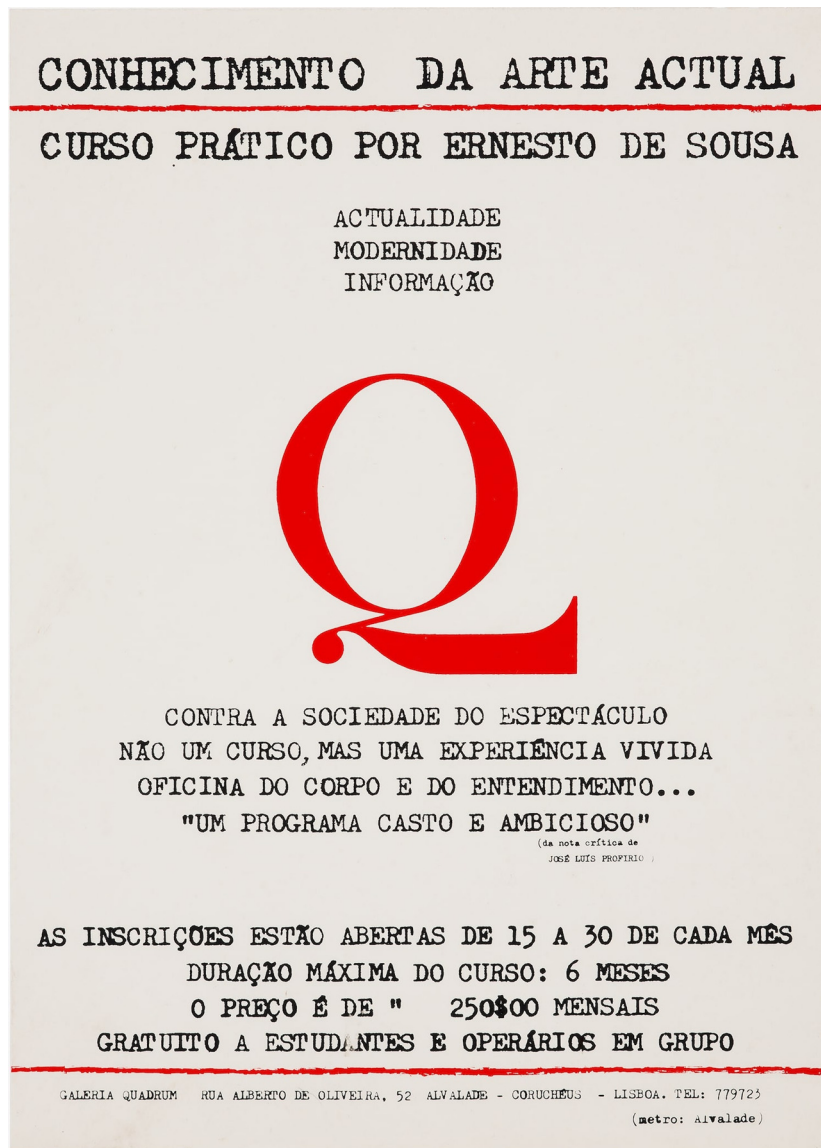 CONHECIMENTO DA ARTE ACTUAL
CURSO PRÁTICO POR ERNESTO DE SOUSA
ACTUALIDADE
MODERNIDADE
INFORMAÇÃO
Q
CONTRA A SOCIEDADE DO ESPECTÁCULO
NÃO UM CURSO, MAS UMA EXPERIÊNCIA VIVIDA
OFICINA DO CORPO E DO ENTENDIMENTO...
"UM PROGRAMA CASTO E AMBICIOSO"
(da nota crítica de
JOSÉ LUÍS PROFIRIO )
AS INSCRIÇÕES ESTÃO ABERTAS DE 15 A 30 DE CADA MÊS
DURAÇÃO MÁXIMA DO CURSO: 6 MESES
O PREÇO É DE " 250$00 MENSAIS
GRATUITO A ESTUDANTES E OPERÁRIOS EM GRUPO
GALERIA QUADRUM RUA ALBERTO DE OLIVEIRA, 52 ALVALADE - CORUCHÉUS - LISBOA. TEL: 779723
(metro: Alvalade)